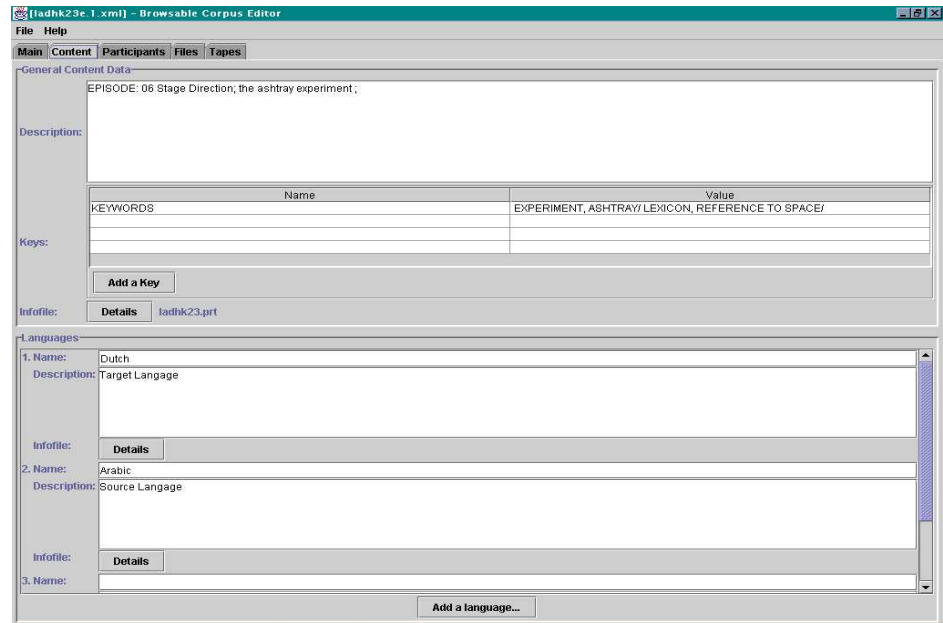 [ladhk23e.1.xml] - Browsable Corpus Editor
File Help
Main Content Participants Files Tapes
General Content Data
Description: EPISODE: 06 Stage Direction; the ashtray experiment ;
Keys:
Name Value
KEYWORDS EXPERIMENT, ASHTRAY/ LEXICON, REFERENCE TO SPACE/
Add a Key
Infofile: Details ladhk23.prt
Languages
1. Name: Dutch
Description: Target Langage
Infofile: Details
2. Name: Arabic
Description: Source Langage
Infofile: Details
3. Name:
Add a language...